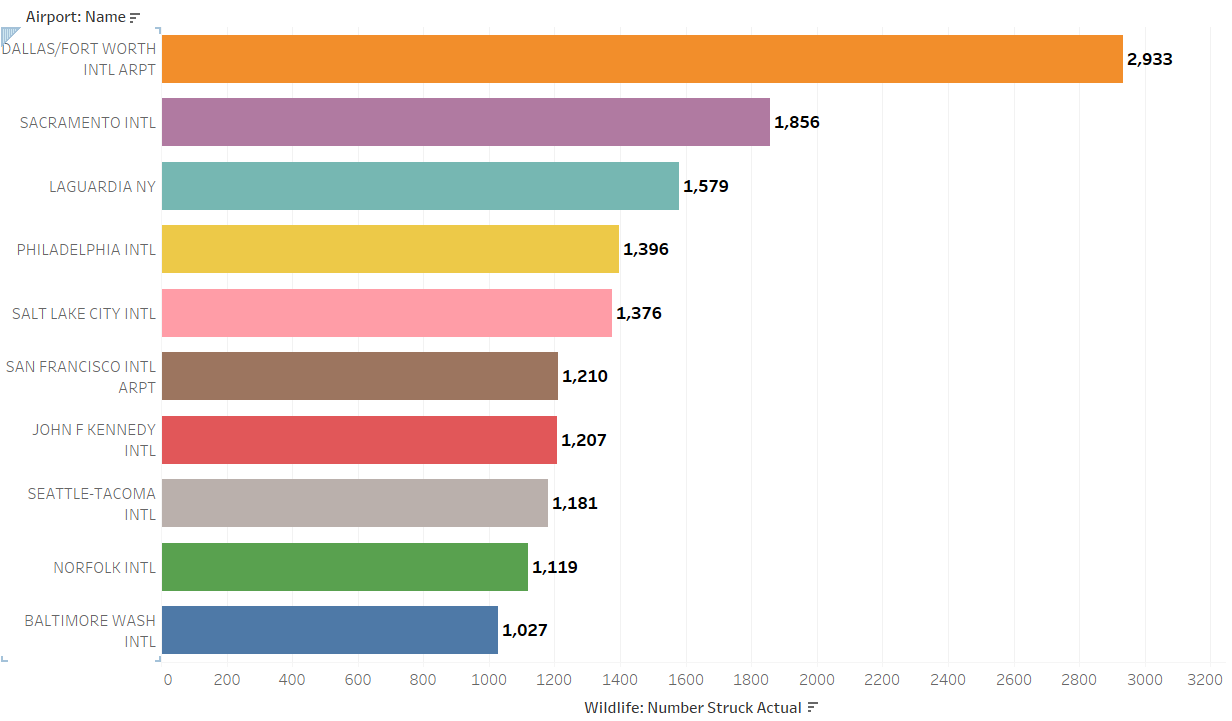 Airport: Name
DALLAS/FORT WORTH
INTL ARPT
2,933
SACRAMENTO INTL
1,856
LAGUARDIA NY
1,579
PHILADELPHIA INTL
1,396
SALT LAKE CITY INTL
1,376
SAN FRANCISCO INTL
ARPT
1,210
JOHN F KENNEDY
INTL
1,207
SEATTLE-TACOMA
INTL
1,181
NORFOLK INTL
1,119
BALTIMORE WASH
INTL
1,027
0 200 400 600 800 1000 1200 1400 1600 1800 2000 2200 2400 2600 2800 3000 3200
Wildlife: Number Struck Actual